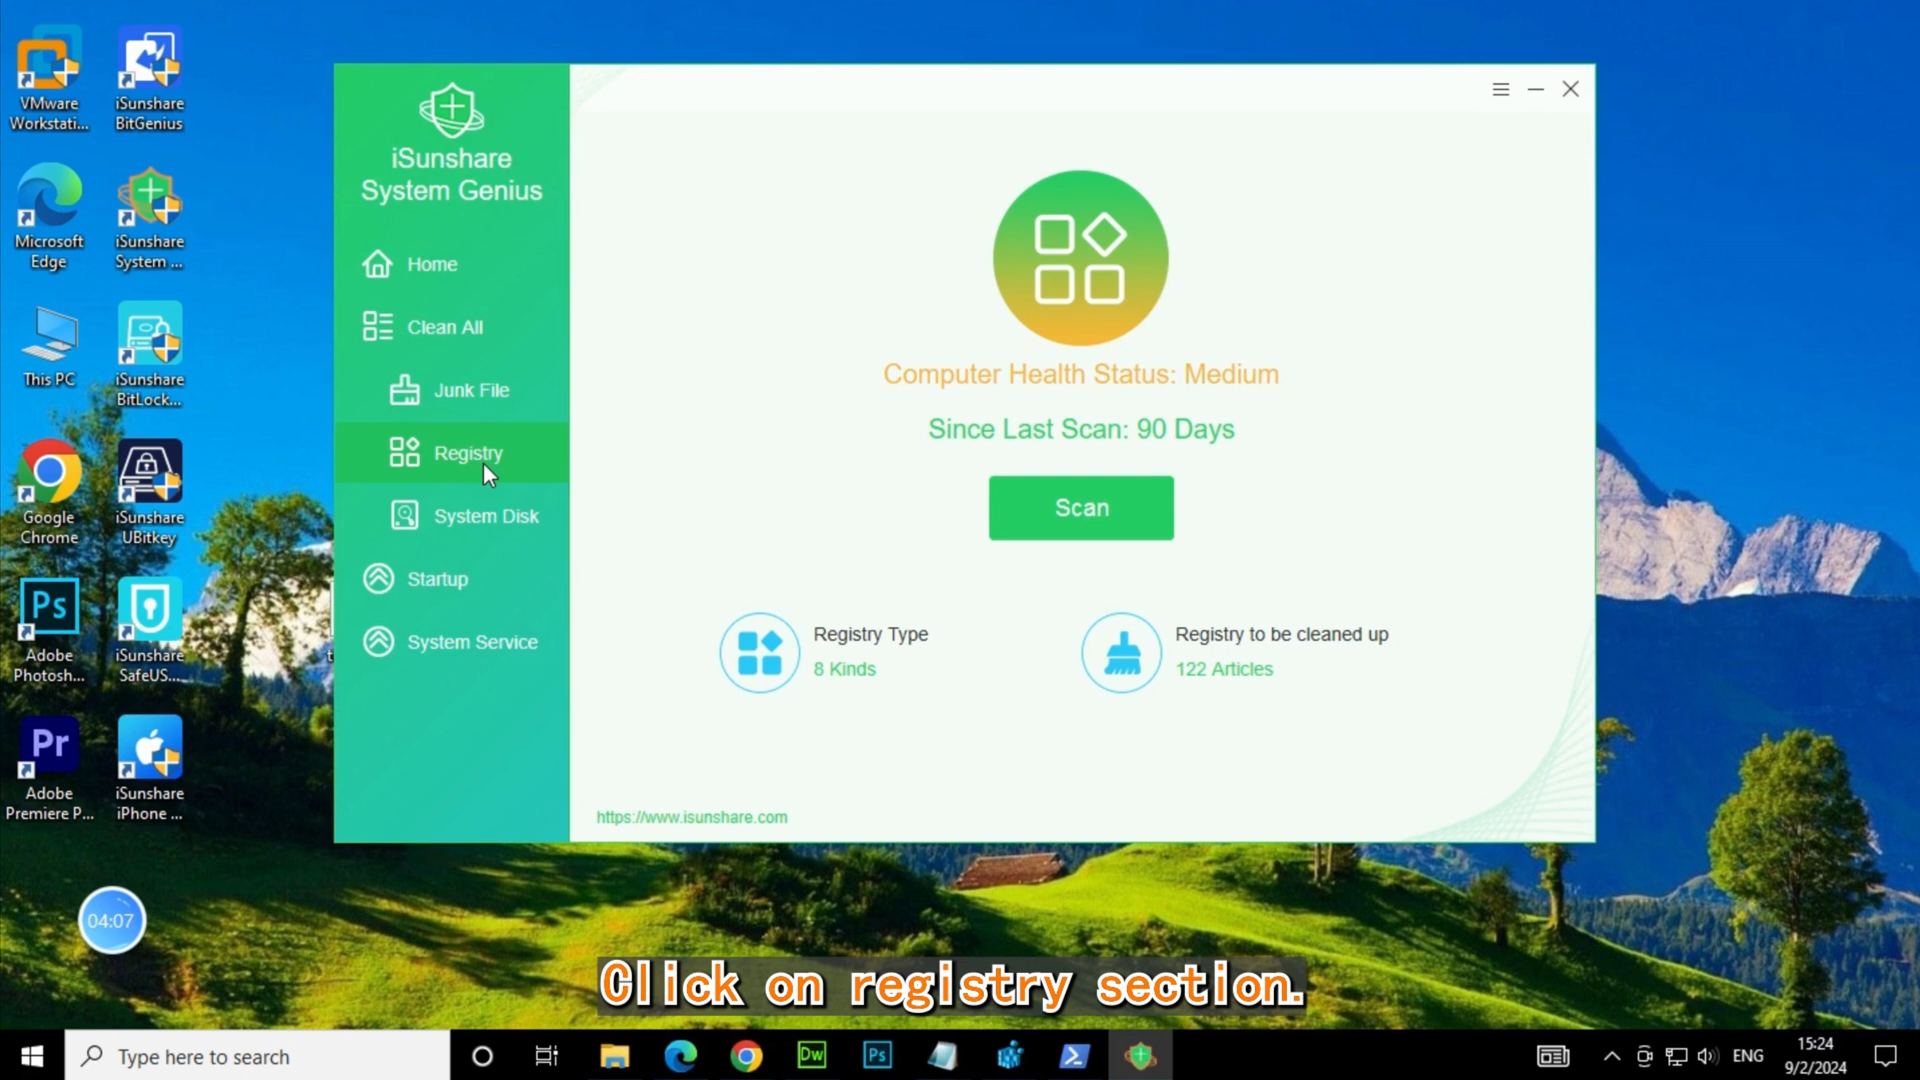 VMware
Workstati...
iSunshare
BitGenius
Microsoft
Edge
iSunshare
System ...
This PC
iSunshare
BitLock...
Google
Chrome
iSunshare
UBitkey
Ps
Adobe
Photosh...
iSunshare
SafeUS...
Pr
Adobe
Premiere P...
iSunshare
iPhone ...
04:07
iSunshare
System Genius
Home
Clean All
Junk File
Registry
System Disk
Startup
System Service
Computer Health Status: Medium
Since Last Scan: 90 Days
Scan
Registry Type
8 Kinds
Registry to be cleaned up
122 Articles
https://www.isunshare.com
Click on registry section.
Type here to search
Dw
Ps
ENG
15:24
9/2/2024